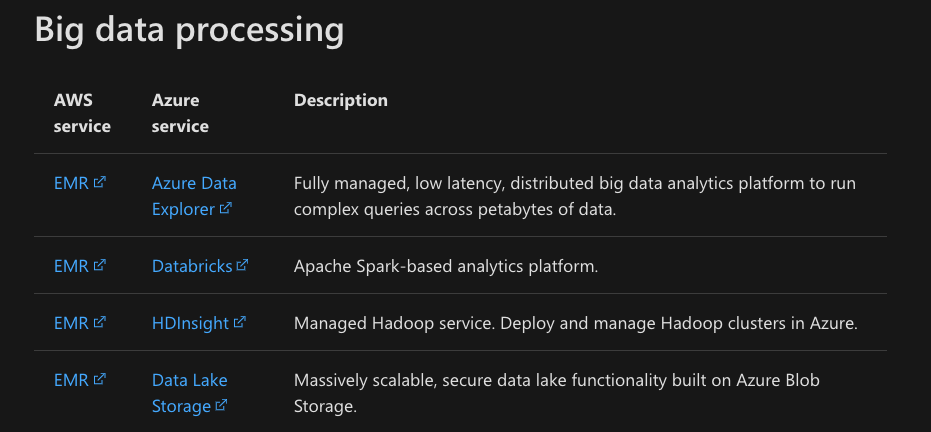 Big data processing
AWS service
Azure service
Description
EMR
Azure Data Explorer
Fully managed, low latency, distributed big data analytics platform to run
complex queries across petabytes of data.
EMR
Databricks
Apache Spark-based analytics platform.
EMR
HDInsight
Managed Hadoop service. Deploy and manage Hadoop clusters in Azure.
EMR
Data Lake Storage
Massively scalable, secure data lake functionality built on Azure Blob
Storage.